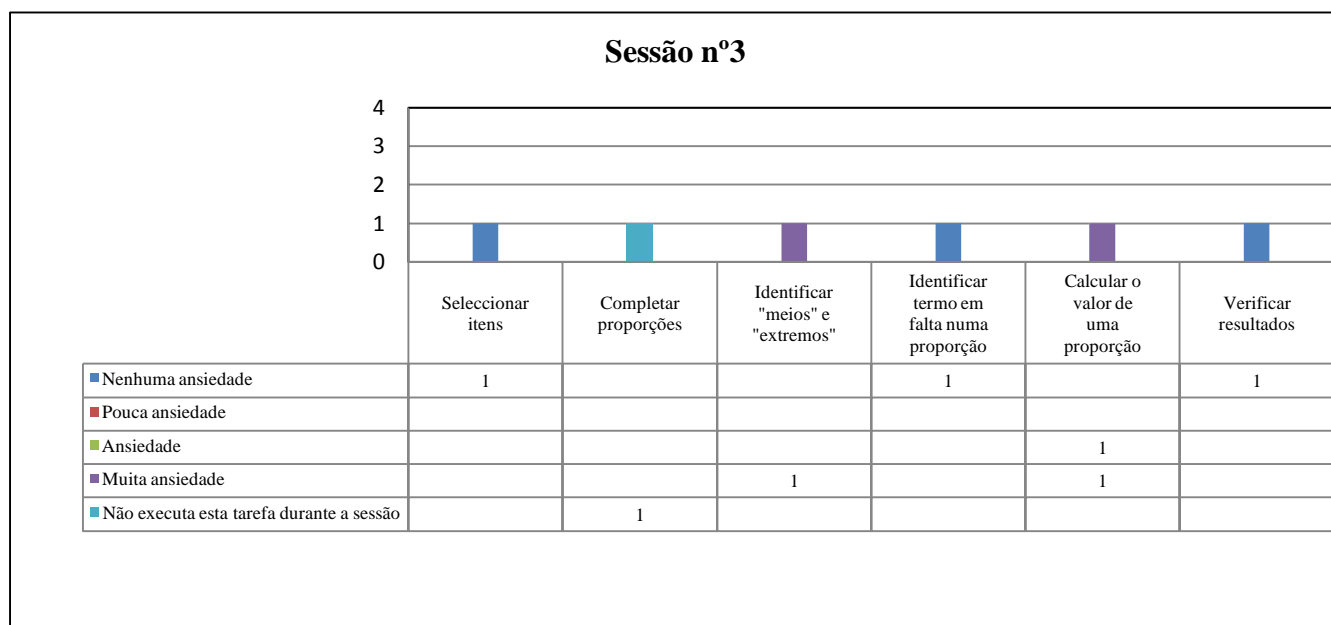 Sessão nº3
4
3
2
1
0
Seleccionar
itens
Completar
proporções
Identificar
"meios" e
"extremos"
Identificar
termo em
falta numa
proporção
Calcular o
valor de
uma
proporção
Verificar
resultados
Nenhuma ansiedade 1 1 1
Pouca ansiedade
Ansiedade 1
Muita ansiedade 1 1
Não executa esta tarefa durante a sessão 1